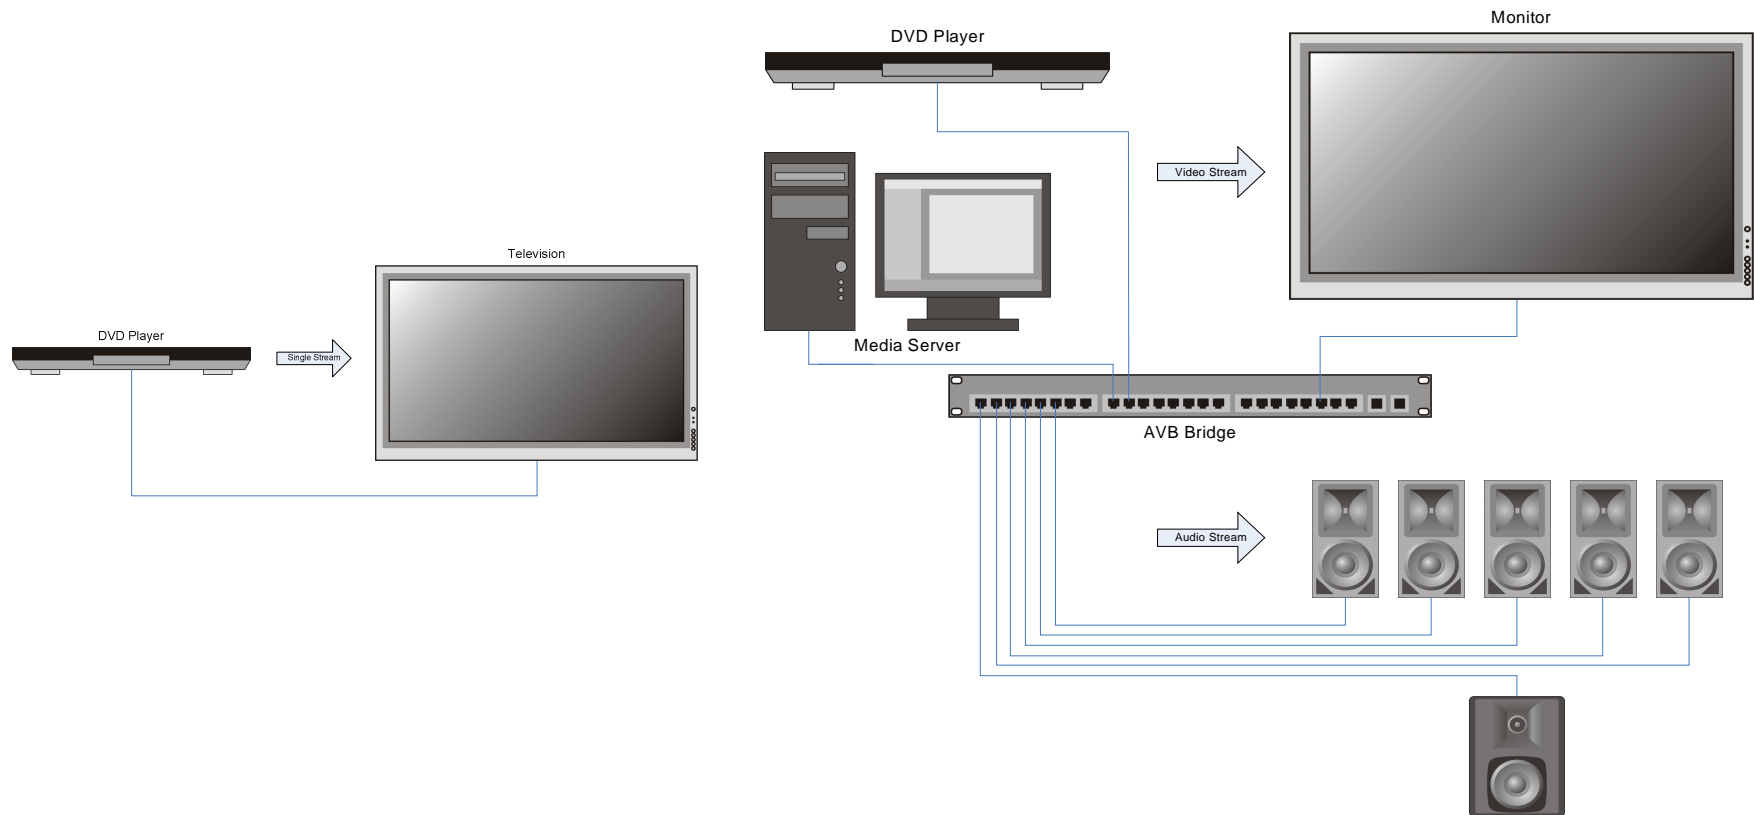 Television
DVD Player
Single Stream
DVD Player
Monitor
Video Stream
Media Server
AVB Bridge
Audio Stream